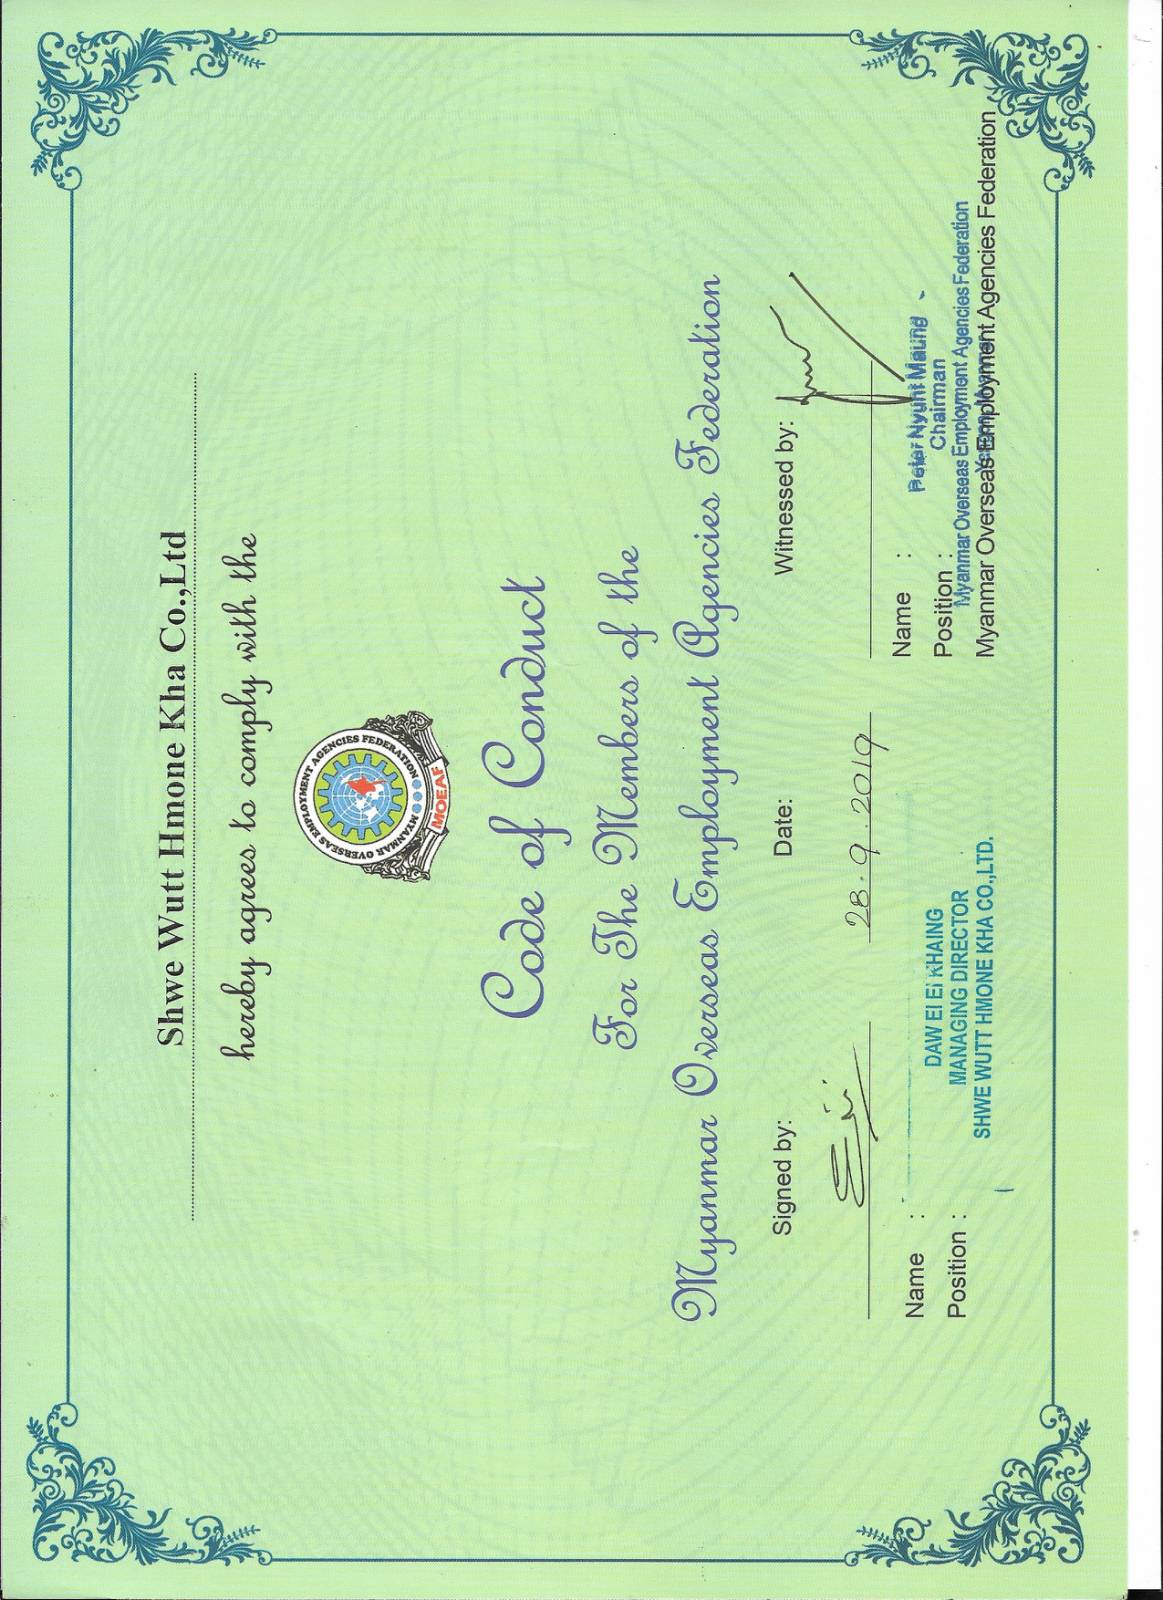 Shwe Wutt Hmone Kha Co.,Ltd
hereby agrees to comply with the
MYANMAR OVERSEAS EMPLOYMENT AGENCIES FEDERATION
MOEAF
Code of Conduct
For The Members of the
Myanmar Overseas Employment Agencies Federation
Signed by:
Date:
Witnessed by:
28.9.2019
Name :
DAW EI EI KHAING
Position :
MANAGING DIRECTOR
SHWE WUTT HMONE KHA CO.,LTD.
Name :
Peter Nyunt Maung
Position :
Chairman
Myanmar Overseas Employment Agencies Federation
Yangon, Myanmar
Myanmar Overseas Employment Agencies Federation